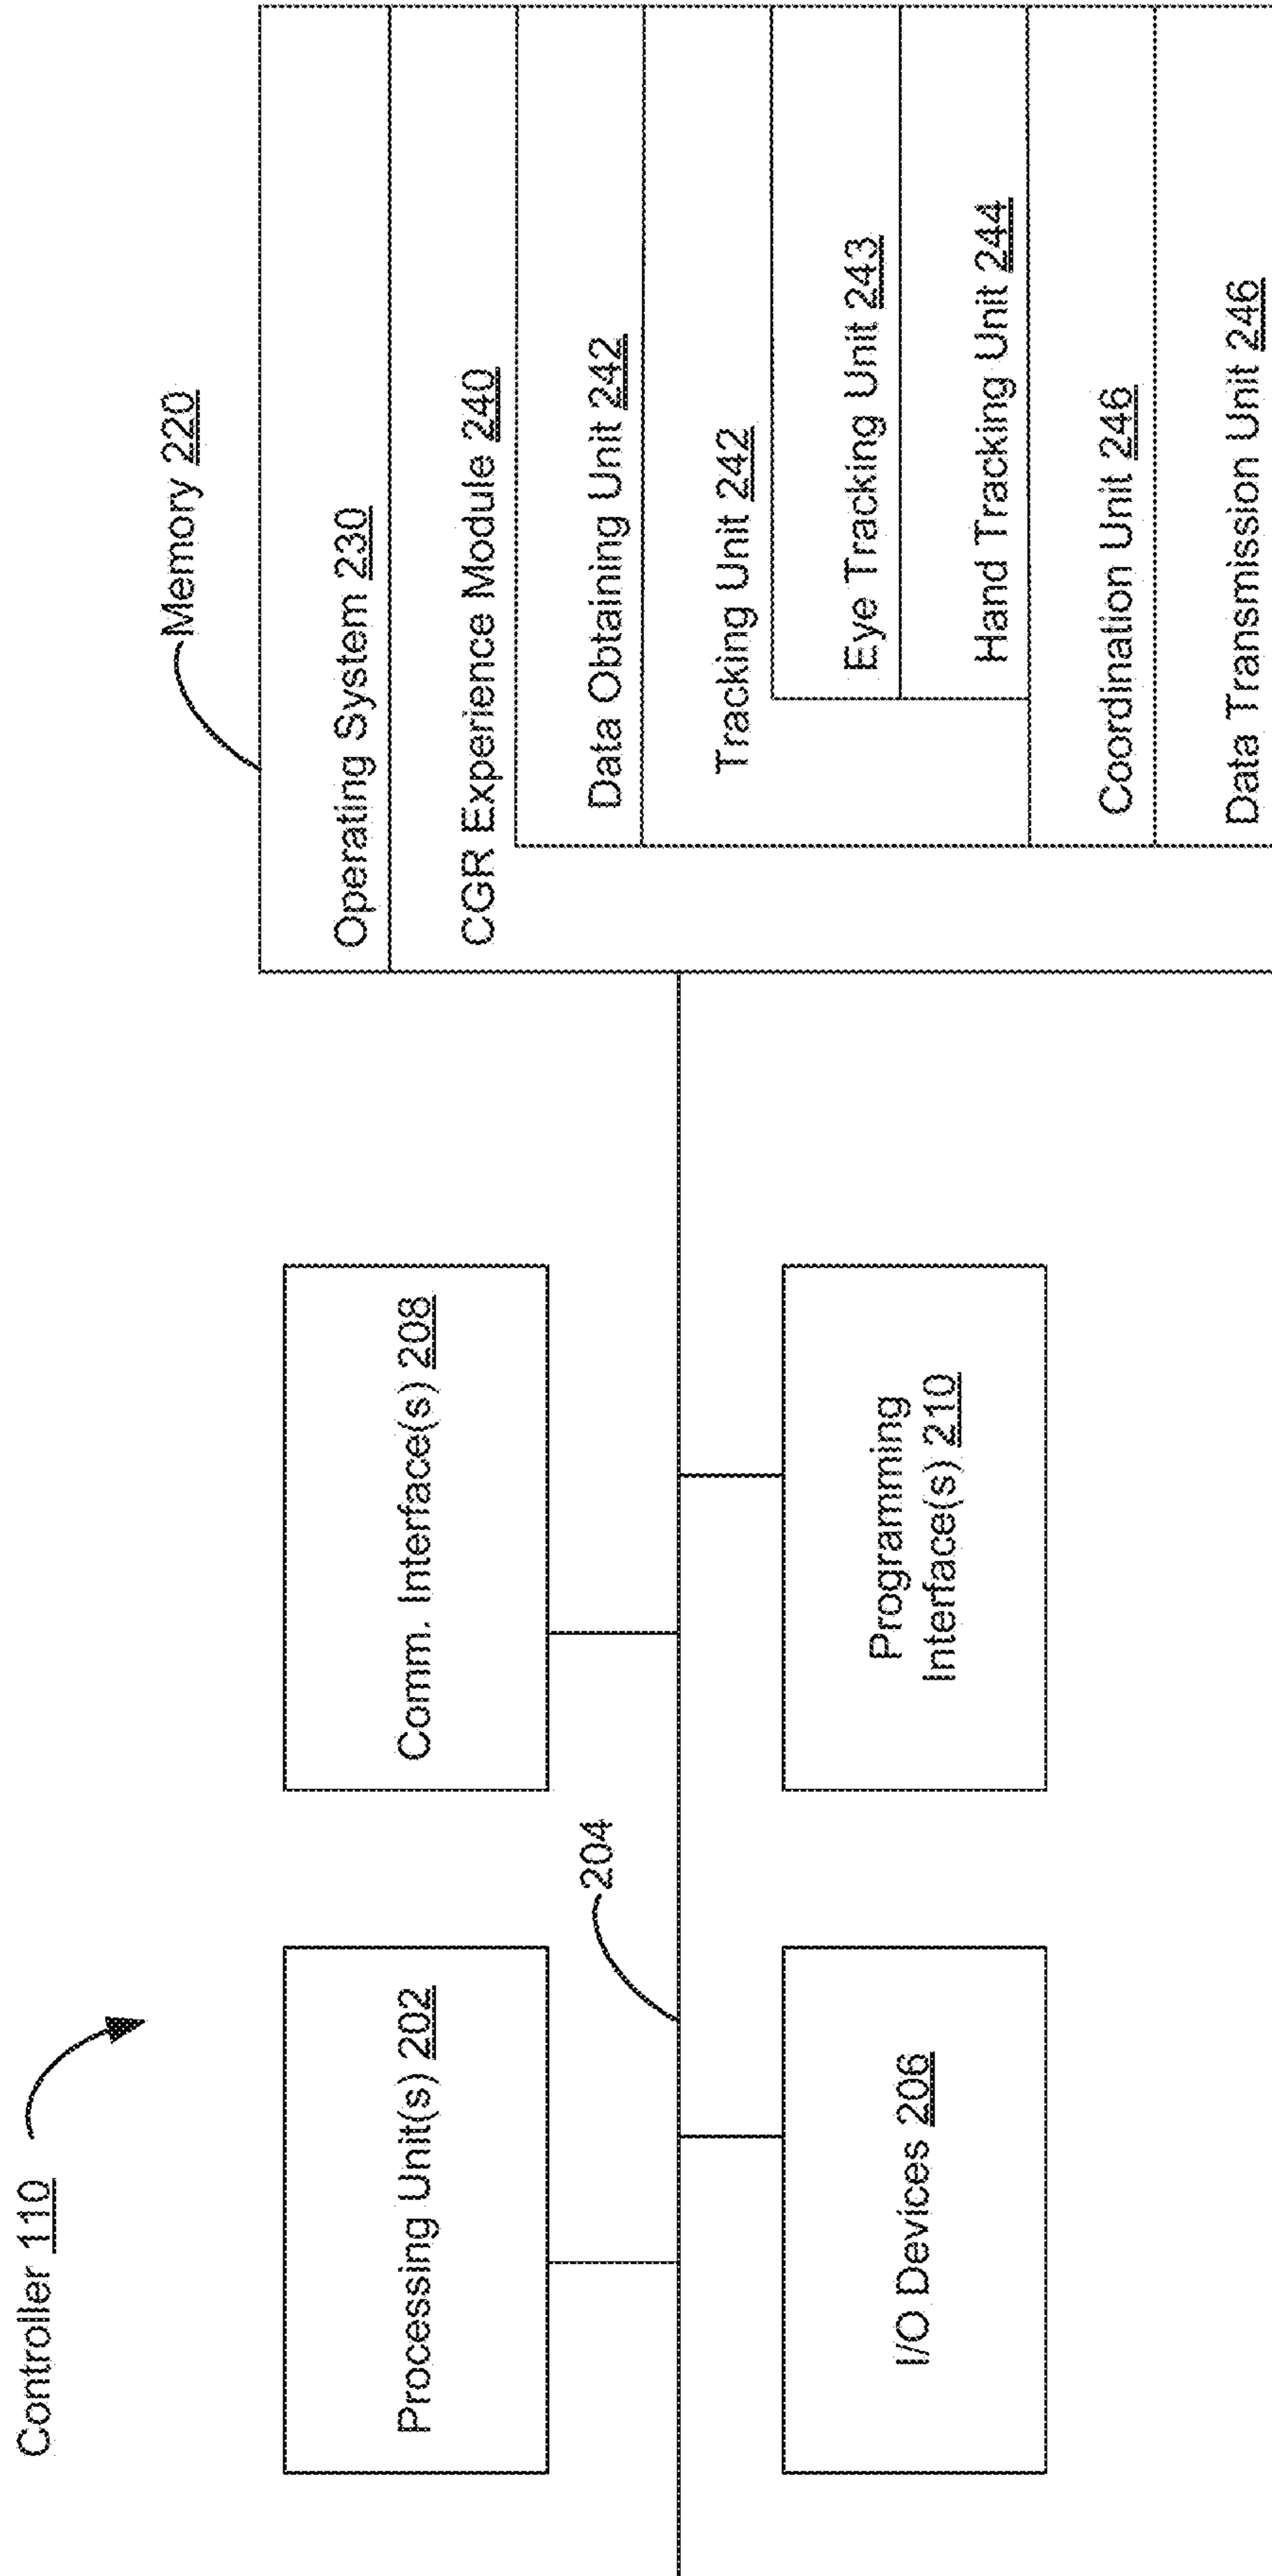 Controller 110
Memory 220
Processing Unit(s) 202
Comm. Interface(s) 208
204
I/O Devices 206
Programming
Interface(s) 210
Operating System 230
CGR Experience Module 240
Data Obtaining Unit 242
Tracking Unit 242
Eye Tracking Unit 243
Hand Tracking Unit 244
Coordination Unit 246
Data Transmission Unit 246